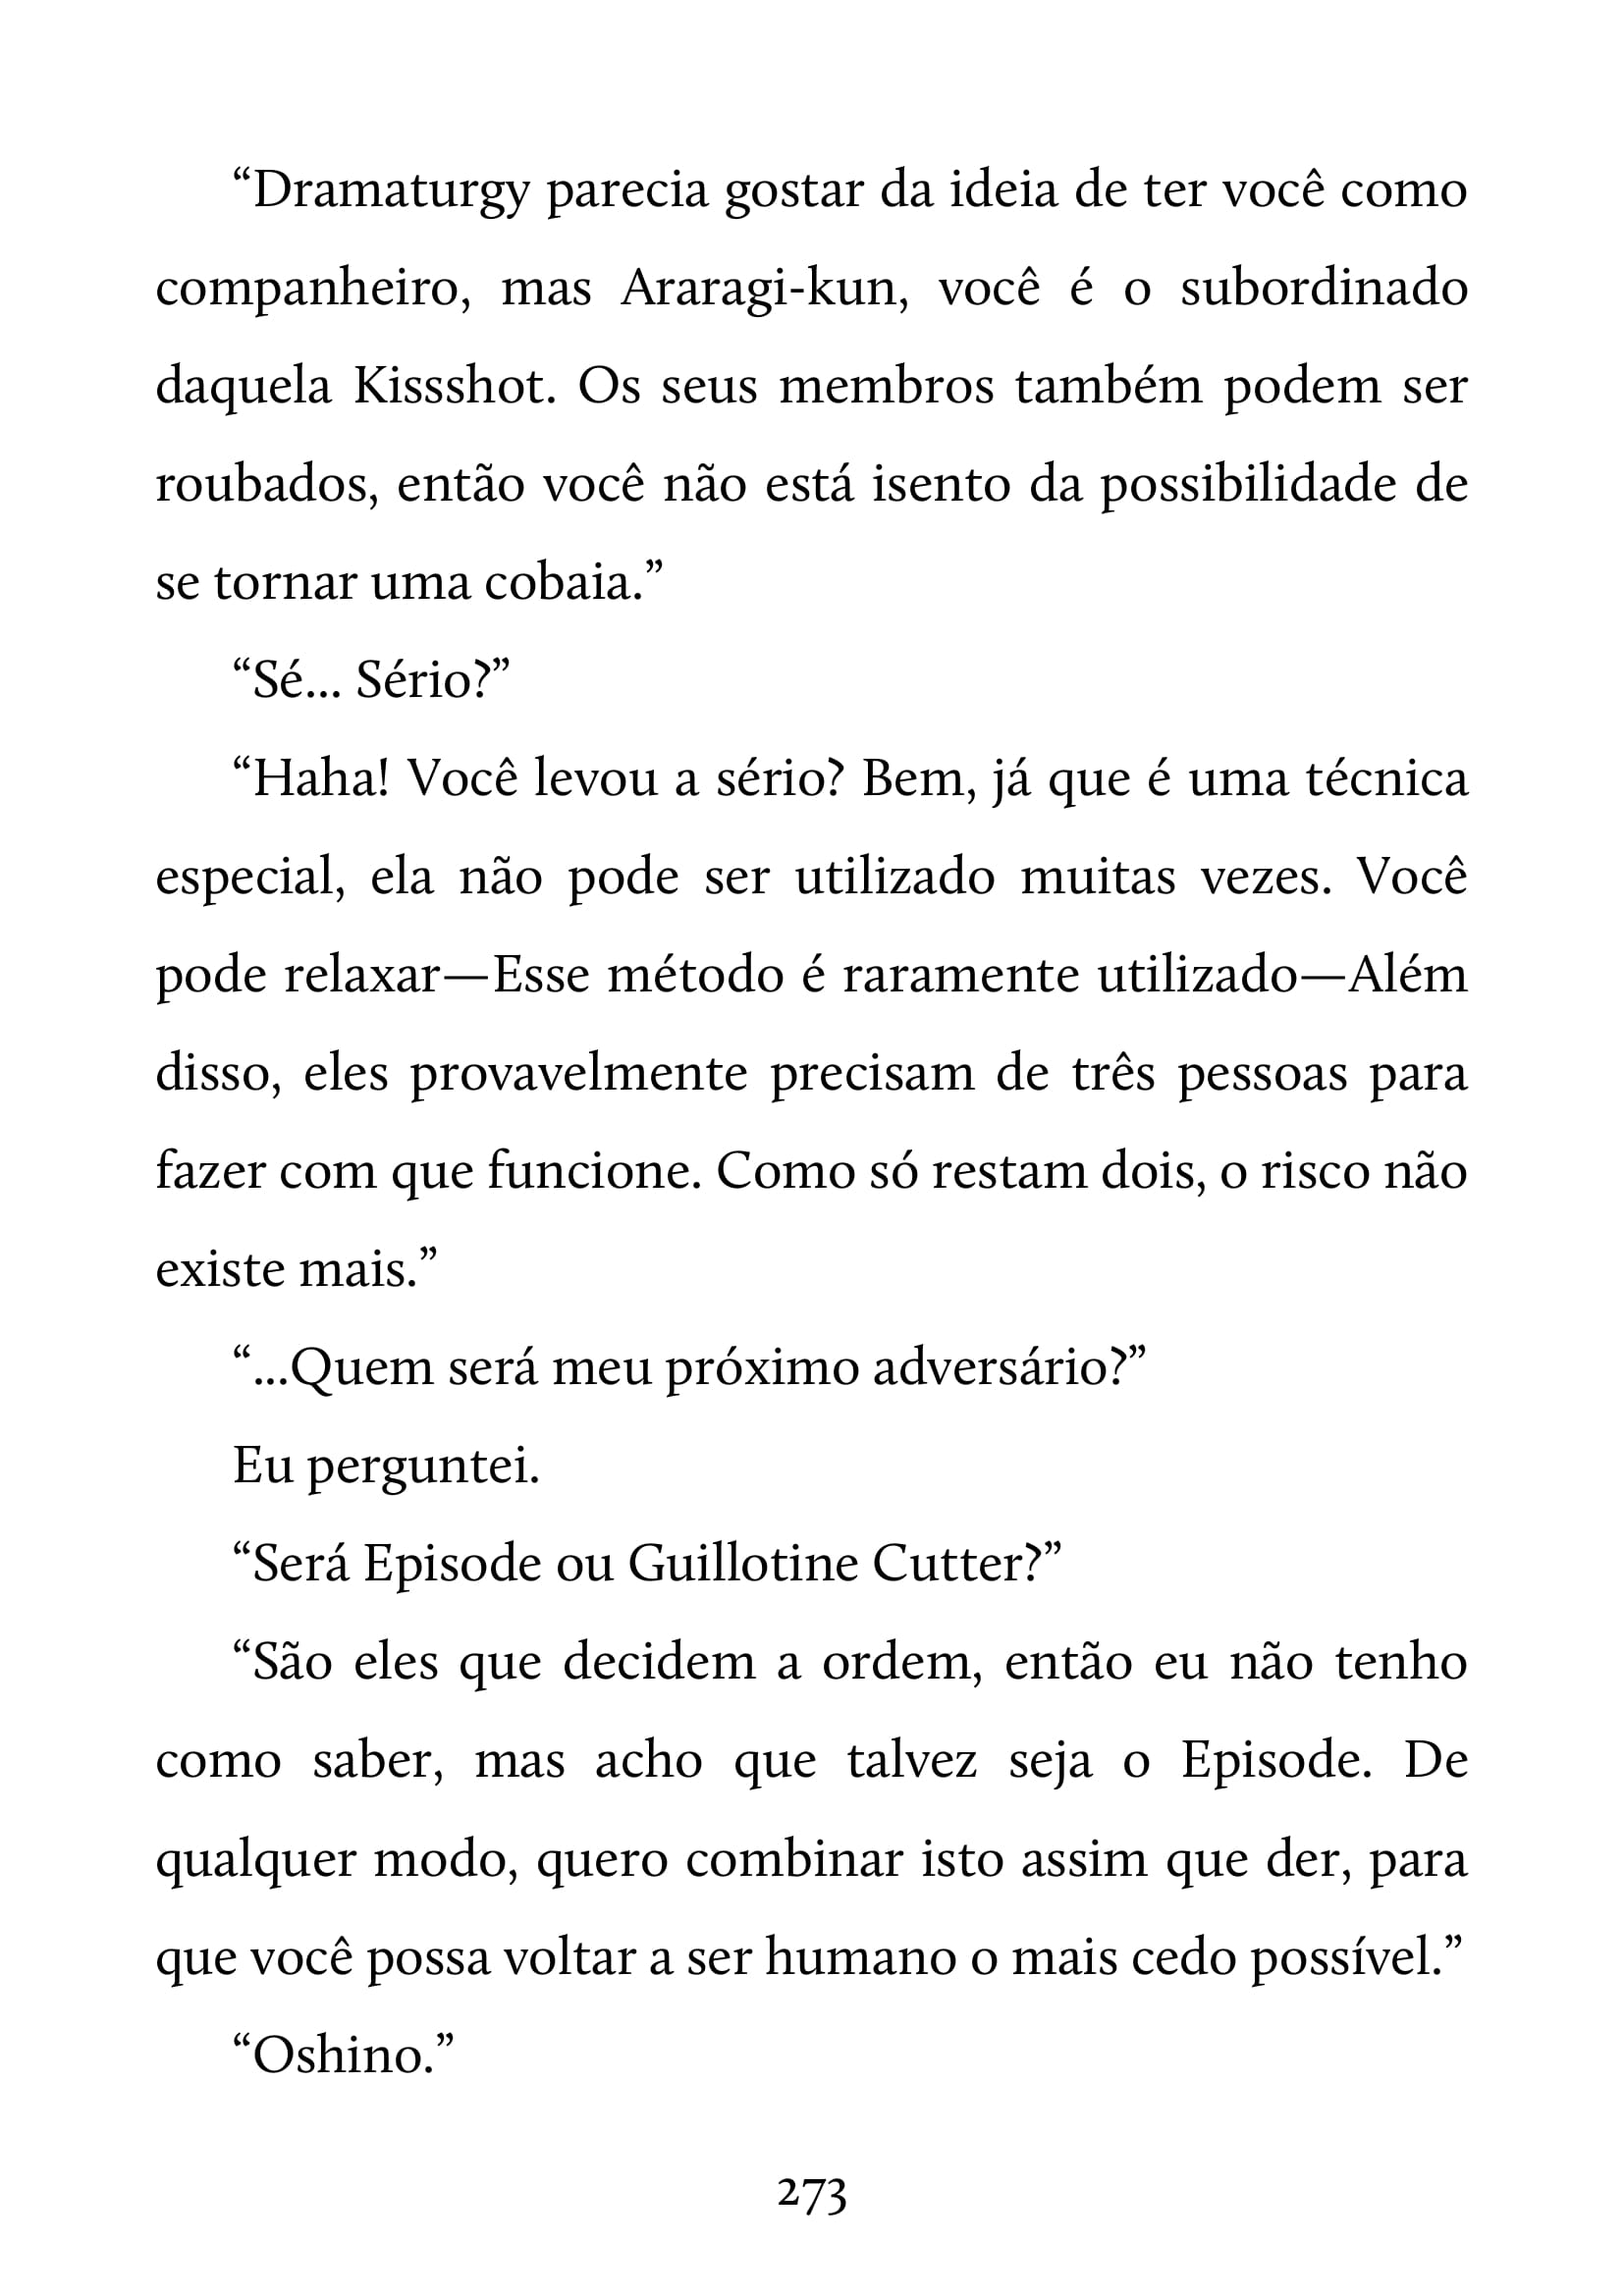 “Dramaturgy parecia gostar da ideia de ter você como
companheiro, mas Araragi-kun, você é o subordinado
daquela Kissshot. Os seus membros também podem ser
roubados, então você não está isento da possibilidade de
se tornar uma cobaia.”
“Sé... Sério?”
“Haha! Você levou a sério? Bem, já que é uma técnica
especial, ela não pode ser utilizado muitas vezes. Você
pode relaxar—Esse método é raramente utilizado—Além
disso, eles provavelmente precisam de três pessoas para
fazer com que funcione. Como só restam dois, o risco não
existe mais.”
“...Quem será meu próximo adversário?”
Eu perguntei.
“Será Episode ou Guillotine Cutter?”
“São eles que decidem a ordem, então eu não tenho
como saber, mas acho que talvez seja o Episode. De
qualquer modo, quero combinar isto assim que der, para
que você possa voltar a ser humano o mais cedo possível.”
“Oshino.”
273